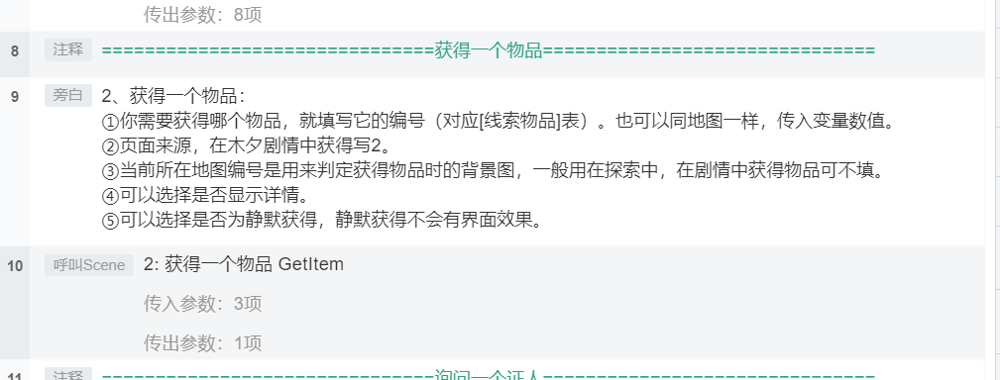 传出参数：8项
8 注释 ===============================获得一个物品===============================
9 旁白 2、获得一个物品：
①你需要获得哪个物品，就填写它的编号（对应[线索物品]表）。也可以同地图一样，传入变量数值。
②页面来源，在木夕剧情中获得写2。
③当前所在地图编号是用来判定获得物品时的背景图，一般用在探索中，在剧情中获得物品可不填。
④可以选择是否显示详情。
⑤可以选择是否为静默获得，静默获得不会有界面效果。
10 呼叫Scene 2: 获得一个物品 GetItem
传入参数：3项
传出参数：1项
11 注释 ===============================询问一个证人===============================